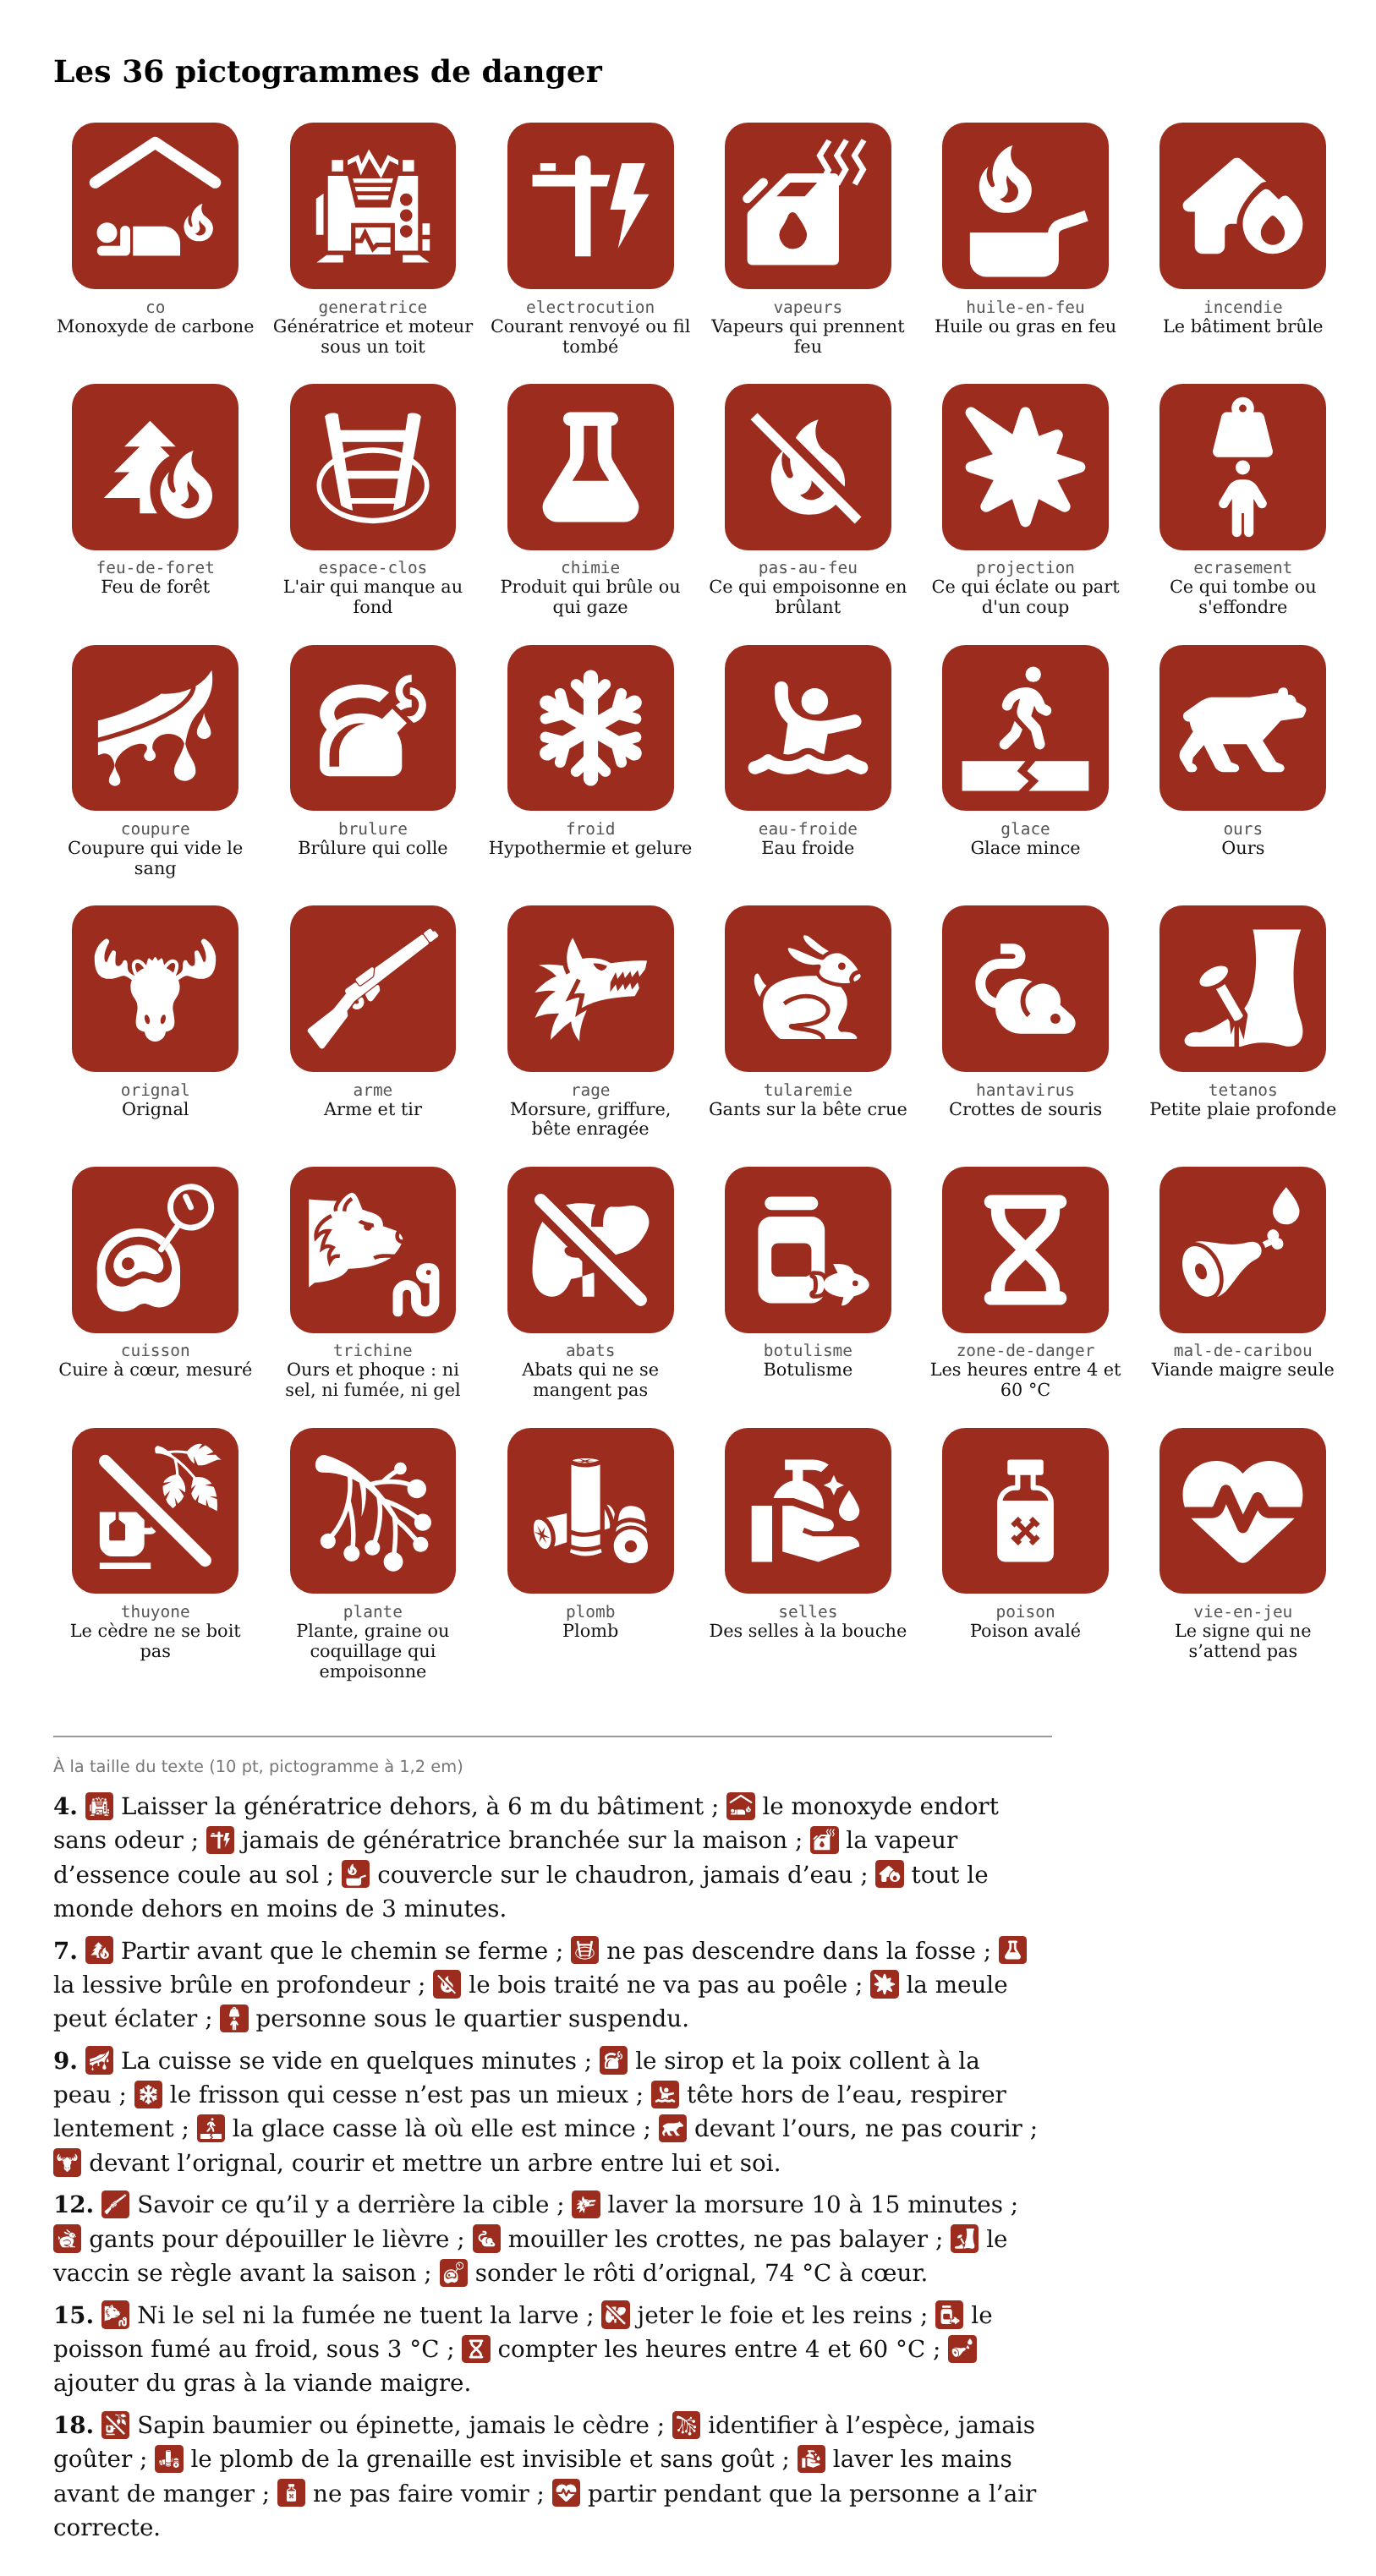 Les 36 pictogrammes de danger
co
Monoxyde de carbone
generatrice
Génératrice et moteur
sous un toit
electrocution
Courant renvoyé ou fil
tombé
vapeurs
Vapeurs qui prennent
feu
huile-en-feu
Huile ou gras en feu
incendie
Le bâtiment brûle
feu-de-foret
Feu de forêt
espace-clos
L'air qui manque au
fond
chimie
Produit qui brûle ou
qui gaze
pas-au-feu
Ce qui empoisonne en
brûlant
projection
Ce qui éclate ou part
d'un coup
ecrasement
Ce qui tombe ou
s'effondre
coupure
Coupure qui vide le
sang
brulure
Brûlure qui colle
froid
Hypothermie et gelure
eau-froide
Eau froide
glace
Glace mince
ours
Ours
orignal
Orignal
arme
Arme et tir
rage
Morsure, griffure,
bête enragée
tularemie
Gants sur la bête crue
hantavirus
Crottes de souris
tetanos
Petite plaie profonde
cuisson
Cuire à cœur, mesuré
trichine
Ours et phoque : ni
sel, ni fumée, ni gel
abats
Abats qui ne se
mangent pas
botulisme
Botulisme
zone-de-danger
Les heures entre 4 et
60 °C
mal-de-caribou
Viande maigre seule
thuyone
Le cèdre ne se boit
pas
plante
Plante, graine ou
coquillage qui
empoisonne
plomb
Plomb
selles
Des selles à la bouche
poison
Poison avalé
vie-en-jeu
Le signe qui ne
s’attend pas
À la taille du texte (10 pt, pictogramme à 1,2 em)
4. Laisser la génératrice dehors, à 6 m du bâtiment ; le monoxyde endort
sans odeur ; jamais de génératrice branchée sur la maison ; la vapeur
d’essence coule au sol ; couvercle sur le chaudron, jamais d’eau ; tout le
monde dehors en moins de 3 minutes.
7. Partir avant que le chemin se ferme ; ne pas descendre dans la fosse ;
la lessive brûle en profondeur ; le bois traité ne va pas au poêle ; la meule
peut éclater ; personne sous le quartier suspendu.
9. La cuisse se vide en quelques minutes ; le sirop et la poix collent à la
peau ; le frisson qui cesse n’est pas un mieux ; tête hors de l’eau, respirer
lentement ; la glace casse là où elle est mince ; devant l’ours, ne pas courir ;
devant l’orignal, courir et mettre un arbre entre lui et soi.
12. Savoir ce qu’il y a derrière la cible ; laver la morsure 10 à 15 minutes ;
gants pour dépouiller le lièvre ; mouiller les crottes, ne pas balayer ; le
vaccin se règle avant la saison ; sonder le rôti d’orignal, 74 °C à cœur.
15. Ni le sel ni la fumée ne tuent la larve ; jeter le foie et les reins ; le
poisson fumé au froid, sous 3 °C ; compter les heures entre 4 et 60 °C ;
ajouter du gras à la viande maigre.
18. Sapin baumier ou épinette, jamais le cèdre ; identifier à l’espèce, jamais
goûter ; le plomb de la grenaille est invisible et sans goût ; laver les mains
avant de manger ; ne pas faire vomir ; partir pendant que la personne a l’air
correcte.